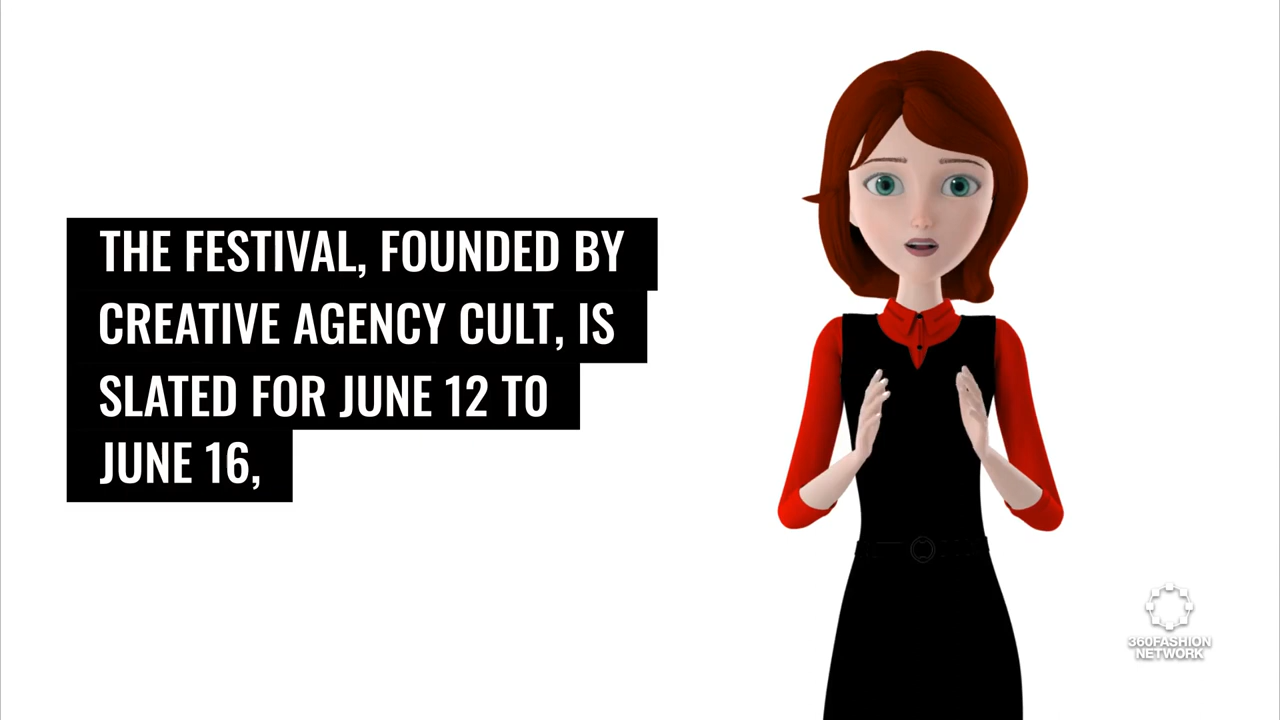 THE FESTIVAL, FOUNDED BY
CREATIVE AGENCY CULT, IS
SLATED FOR JUNE 12 TO
JUNE 16,
360FASHION
NETWORK